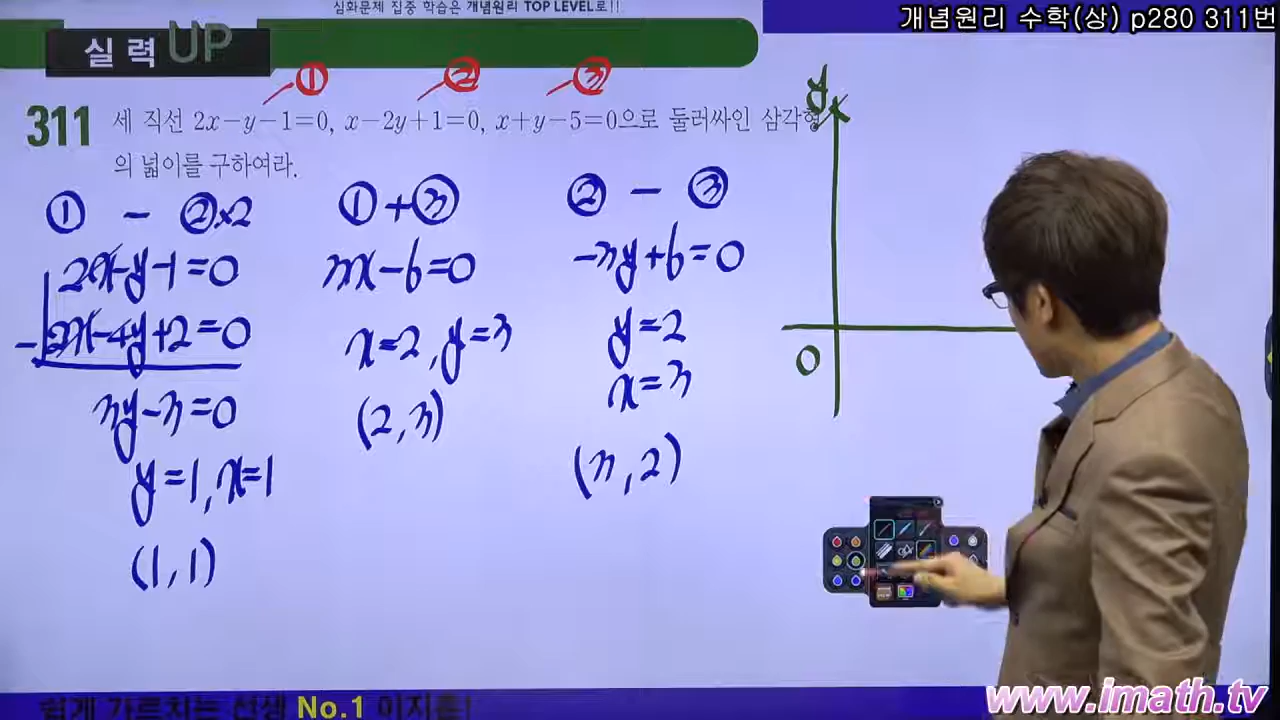 심화문제 집중 학습은 개념원리 TOP LEVEL로!!
개념원리 수학(상) p280 311번
실력 UP
① ② ③
311 세 직선 2x-y-1=0, x-2y+1=0, x+y-5=0으로 둘러싸인 삼각형
의 넓이를 구하여라.
① - ②×2
2x-y-1=0
- 2x-4y+2=0
3y-3=0
y=1, x=1
(1, 1)
① + ③
3x-6=0
x=2, y=3
(2, 3)
② - ③
-3y+6=0
y=2
x=3
(3, 2)
y
O
쉽게 가르치는 선생 No.1
www.imath.tv